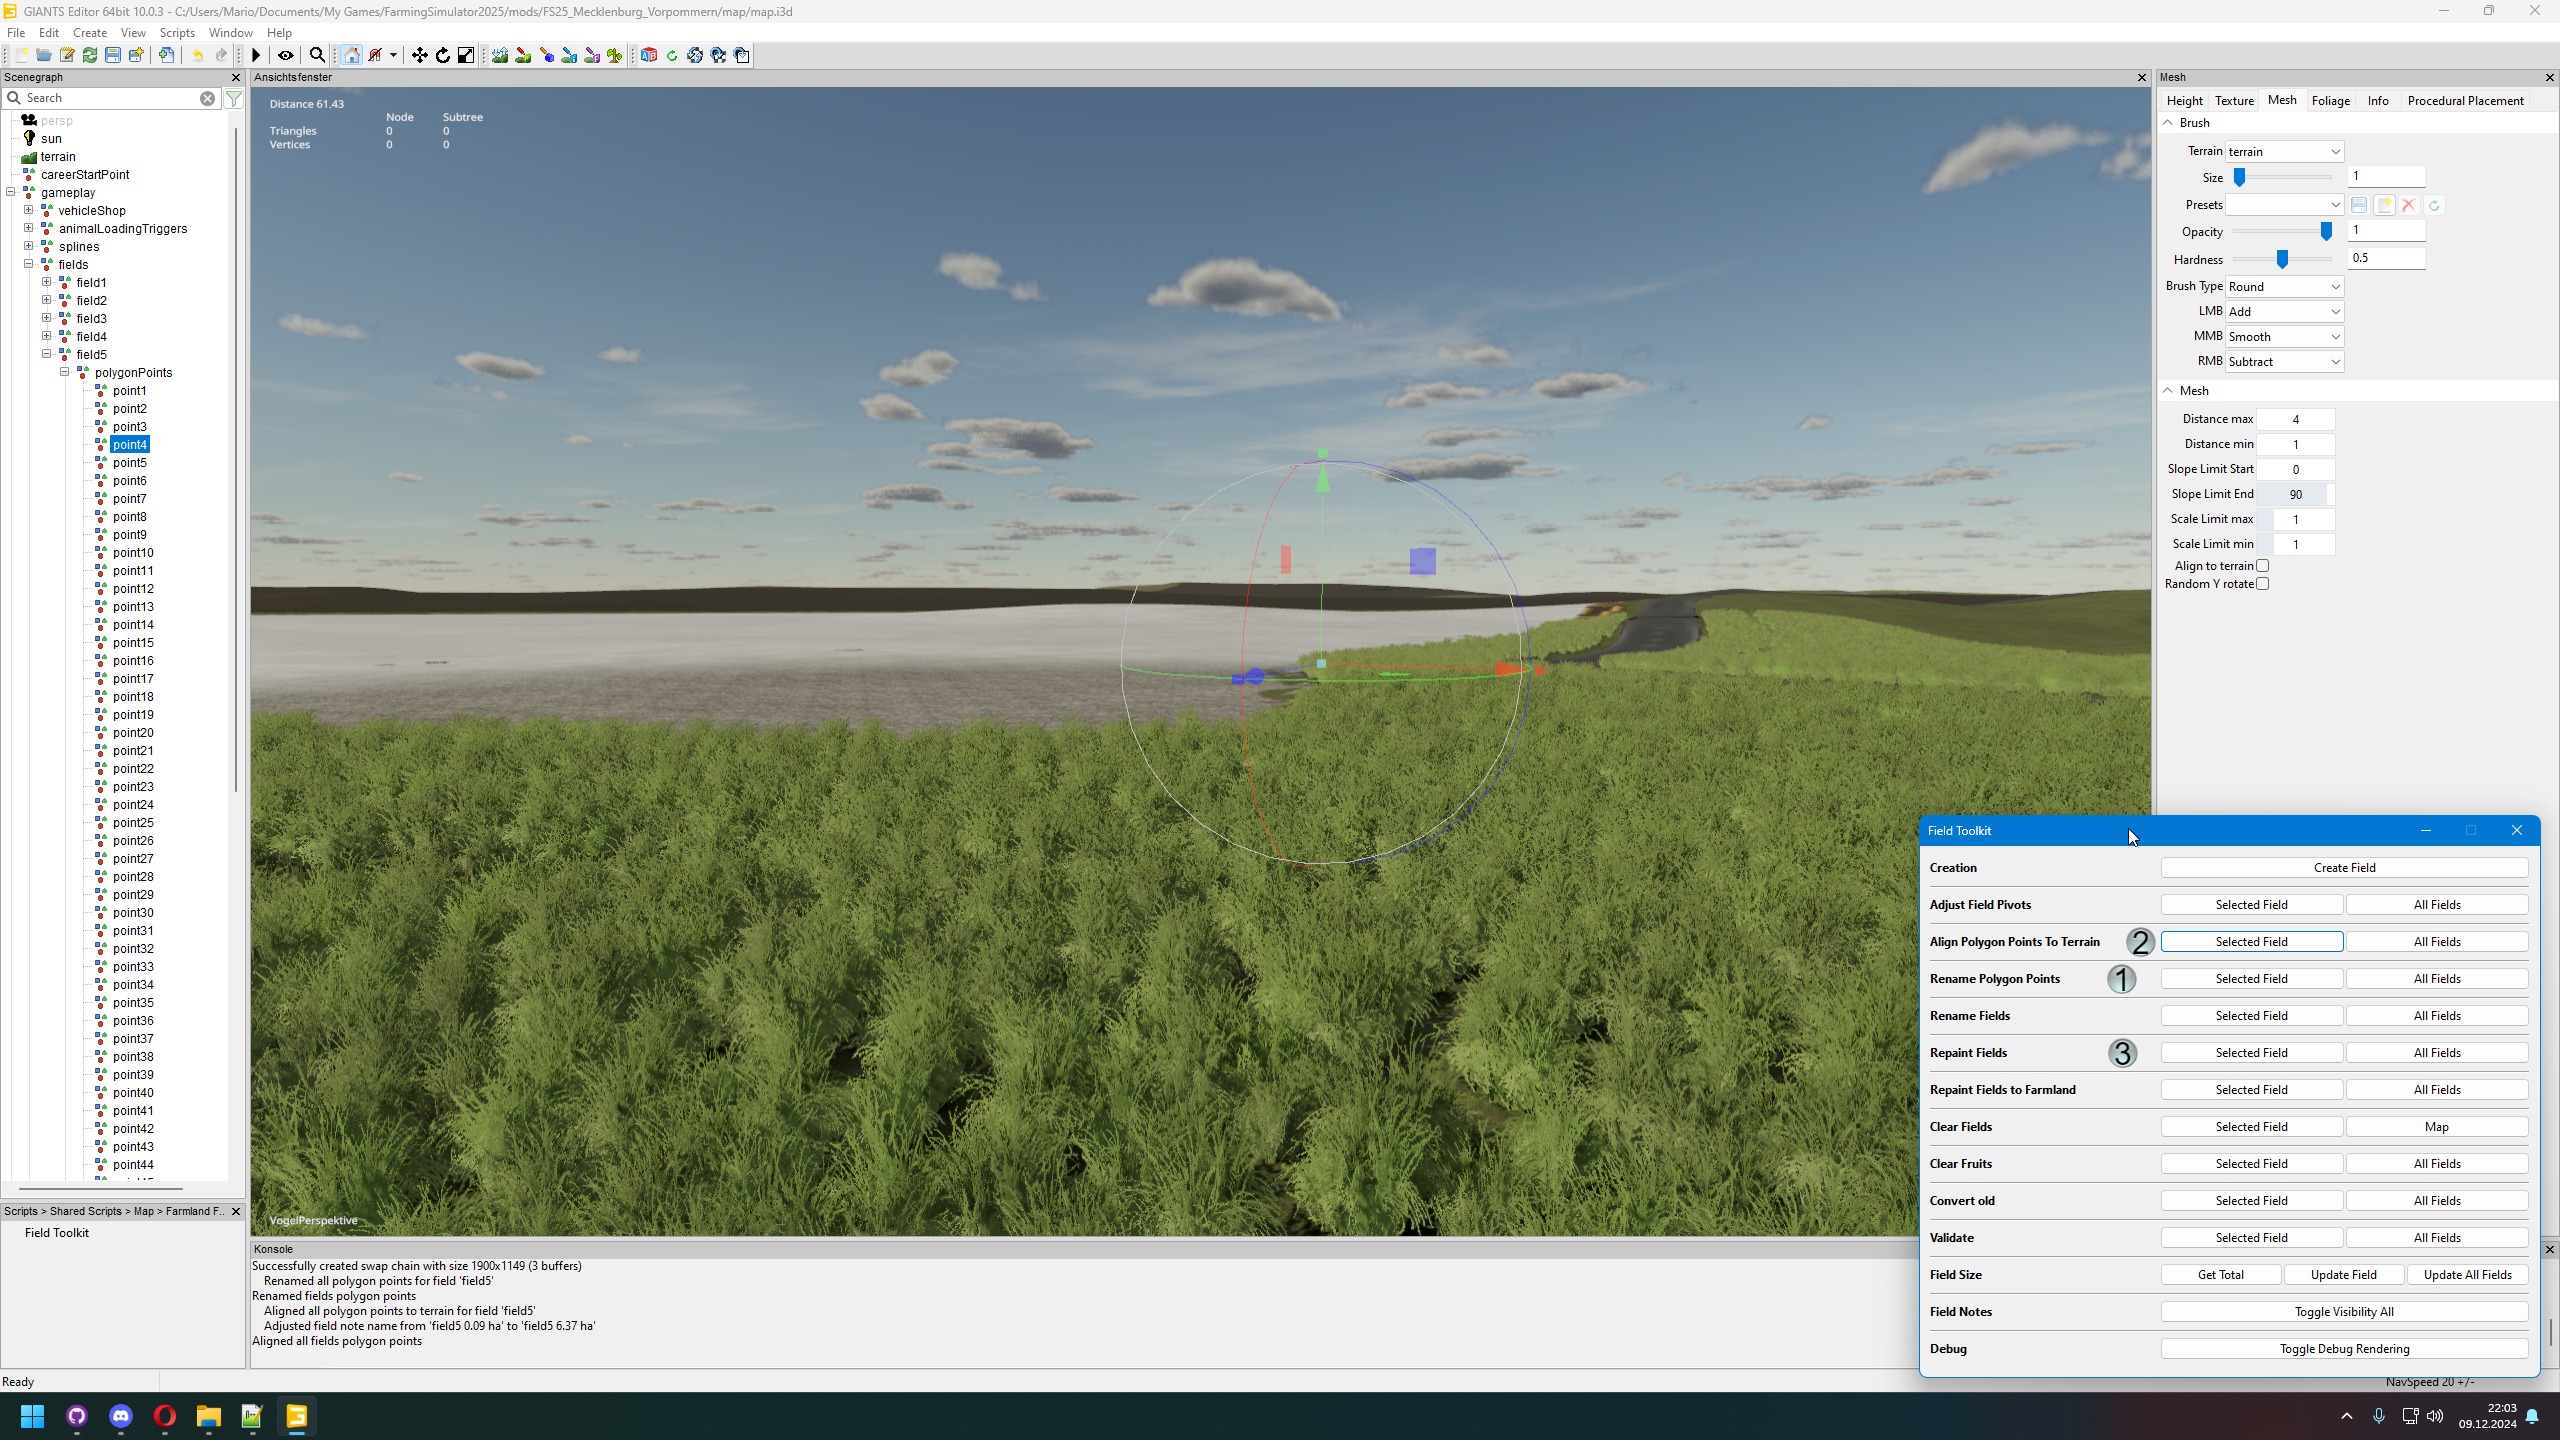 GIANTS Editor 64bit 10.0.3 - C:/Users/Mario/Documents/My Games/FarmingSimulator2025/mods/FS25_Mecklenburg_Vorpommern/map/map.i3d
File Edit Create View Scripts Window Help
Scenegraph
Search
persp
sun
terrain
careerStartPoint
gameplay
vehicleShop
animalLoadingTriggers
splines
fields
field1
field2
field3
field4
field5
polygonPoints
point1
point2
point3
point4
point5
point6
point7
point8
point9
point10
point11
point12
point13
point14
point15
point16
point17
point18
point19
point20
point21
point22
point23
point24
point25
point26
point27
point28
point29
point30
point31
point32
point33
point34
point35
point36
point37
point38
point39
point40
point41
point42
point43
point44
Scripts > Shared Scripts > Map > Farmland F...
Field Toolkit
Ready
Ansichtsfenster
Distance 61.43
Node Subtree
Triangles 0 0
Vertices 0 0
VogelPerspektive
Konsole
Successfully created swap chain with size 1900x1149 (3 buffers)
Renamed all polygon points for field 'field5'
Renamed fields polygon points
Aligned all polygon points to terrain for field 'field5'
Adjusted field note name from 'field5 0.09 ha' to 'field5 6.37 ha'
Aligned all fields polygon points
Mesh
Height Texture Mesh Foliage Info Procedural Placement
Brush
Terrain terrain
Size 1
Presets
Opacity 1
Hardness 0.5
Brush Type Round
LMB Add
MMB Smooth
RMB Subtract
Mesh
Distance max 4
Distance min 1
Slope Limit Start 0
Slope Limit End 90
Scale Limit max 1
Scale Limit min 1
Align to terrain
Random Y rotate
Field Toolkit
Creation Create Field
Adjust Field Pivots Selected Field All Fields
Align Polygon Points To Terrain 2 Selected Field All Fields
Rename Polygon Points 1 Selected Field All Fields
Rename Fields Selected Field All Fields
Repaint Fields 3 Selected Field All Fields
Repaint Fields to Farmland Selected Field All Fields
Clear Fields Selected Field Map
Clear Fruits Selected Field All Fields
Convert old Selected Field All Fields
Validate Selected Field All Fields
Field Size Get Total Update Field Update All Fields
Field Notes Toggle Visibility All
Debug Toggle Debug Rendering
NavSpeed 20 +/-
22:03
09.12.2024